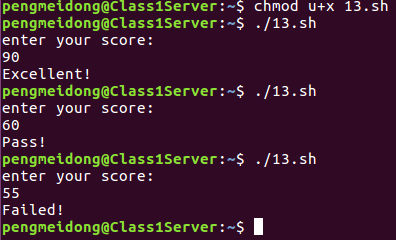 pengmeidong@Class1Server:~$ chmod u+x 13.sh
pengmeidong@Class1Server:~$ ./13.sh
enter your score:
90
Excellent!
pengmeidong@Class1Server:~$ ./13.sh
enter your score:
60
Pass!
pengmeidong@Class1Server:~$ ./13.sh
enter your score:
55
Failed!
pengmeidong@Class1Server:~$